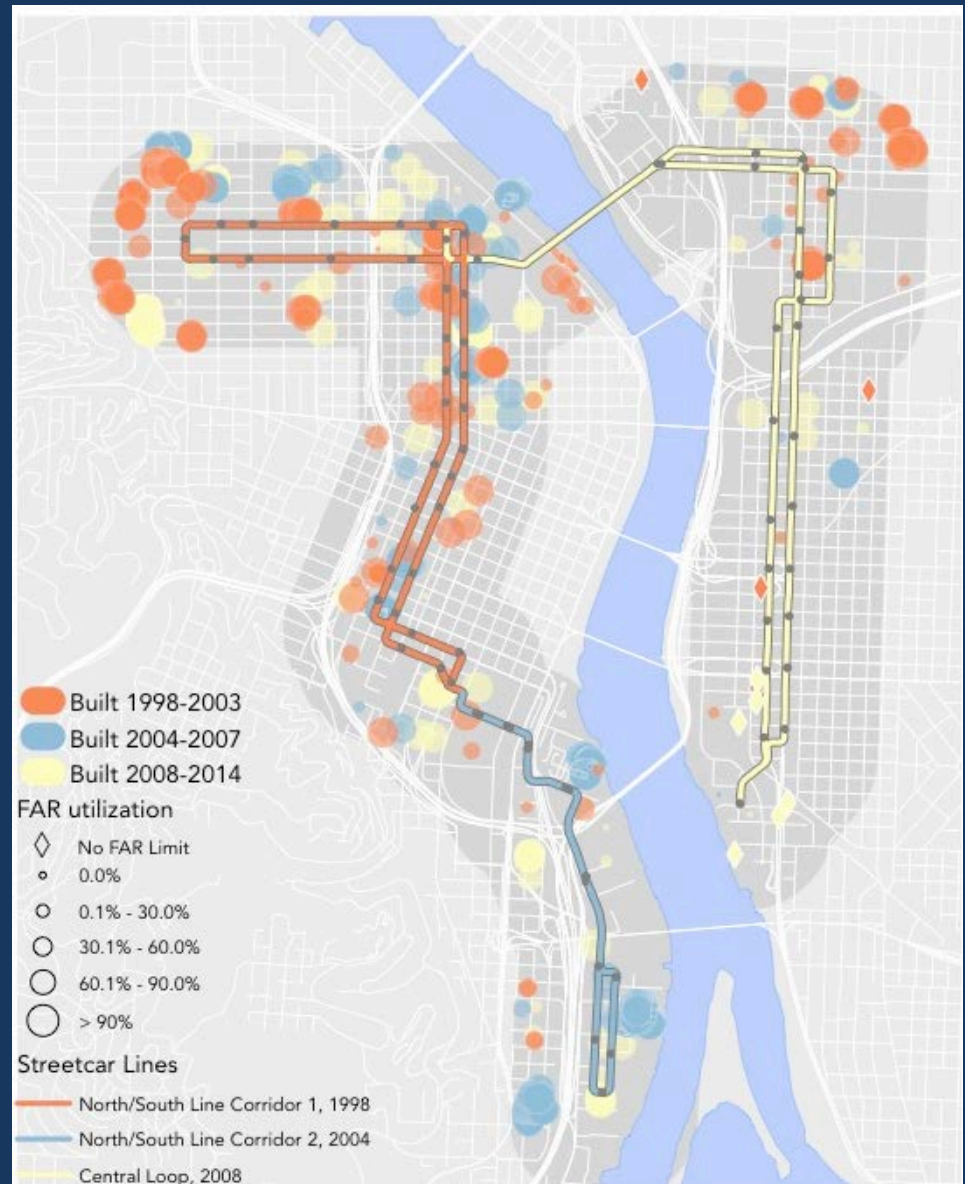 Built 1998-2003
Built 2004-2007
Built 2008-2014
FAR utilization
No FAR Limit
0.0%
0.1% - 30.0%
30.1% - 60.0%
60.1% - 90.0%
> 90%
Streetcar Lines
North/South Line Corridor 1, 1998
North/South Line Corridor 2, 2004
Central Loop, 2008